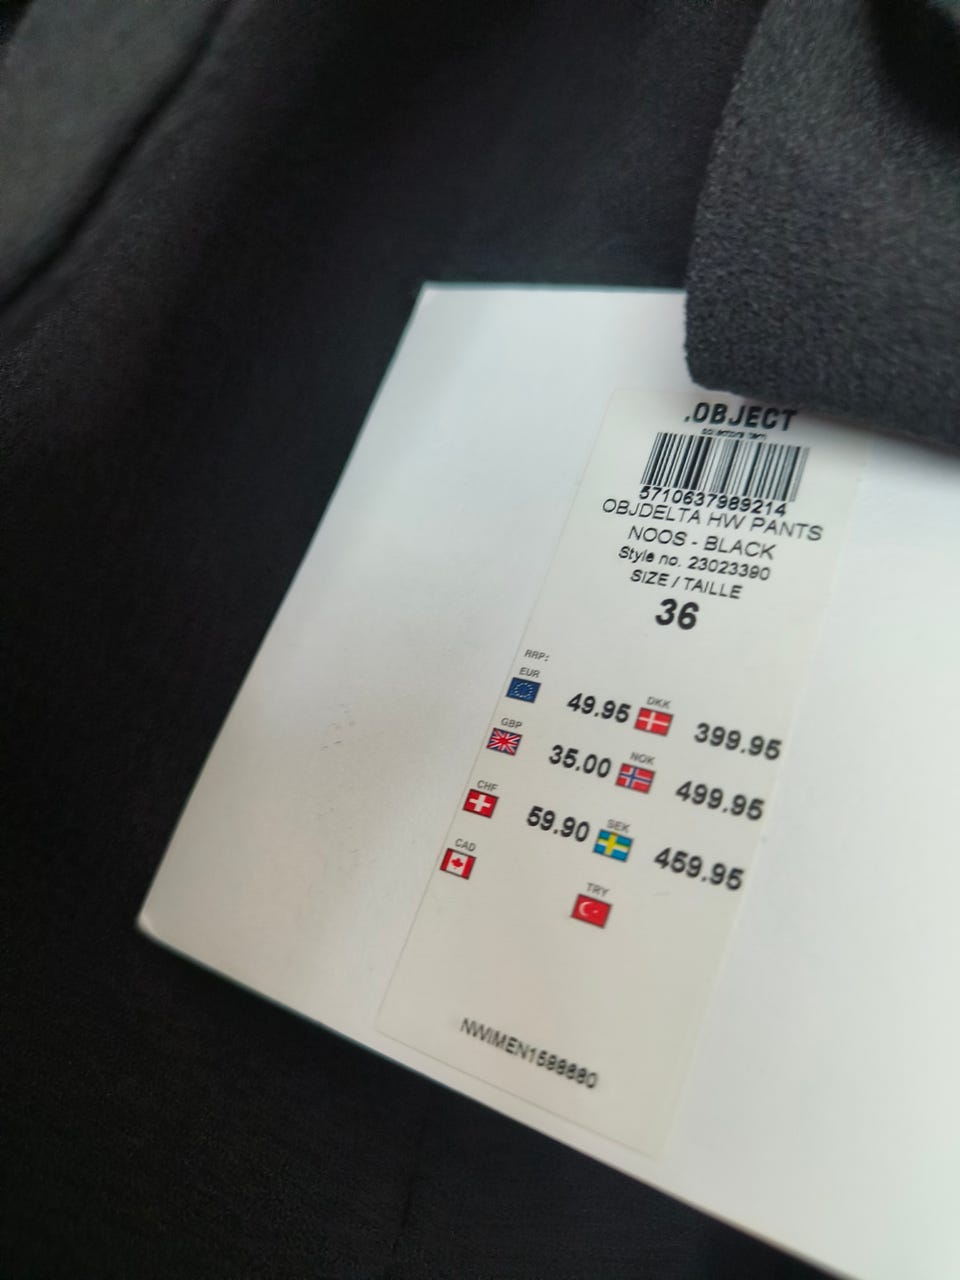 .OBJECT
5710637989214
OBJDELTA HW PANTS
NOOS - BLACK
Style no. 23023390
SIZE / TAILLE
36
RRP:
EUR 49.95 DKK 399.95
GBP 35.00 NOK 499.95
CHF 59.90 SEK 459.95
CAD TRY